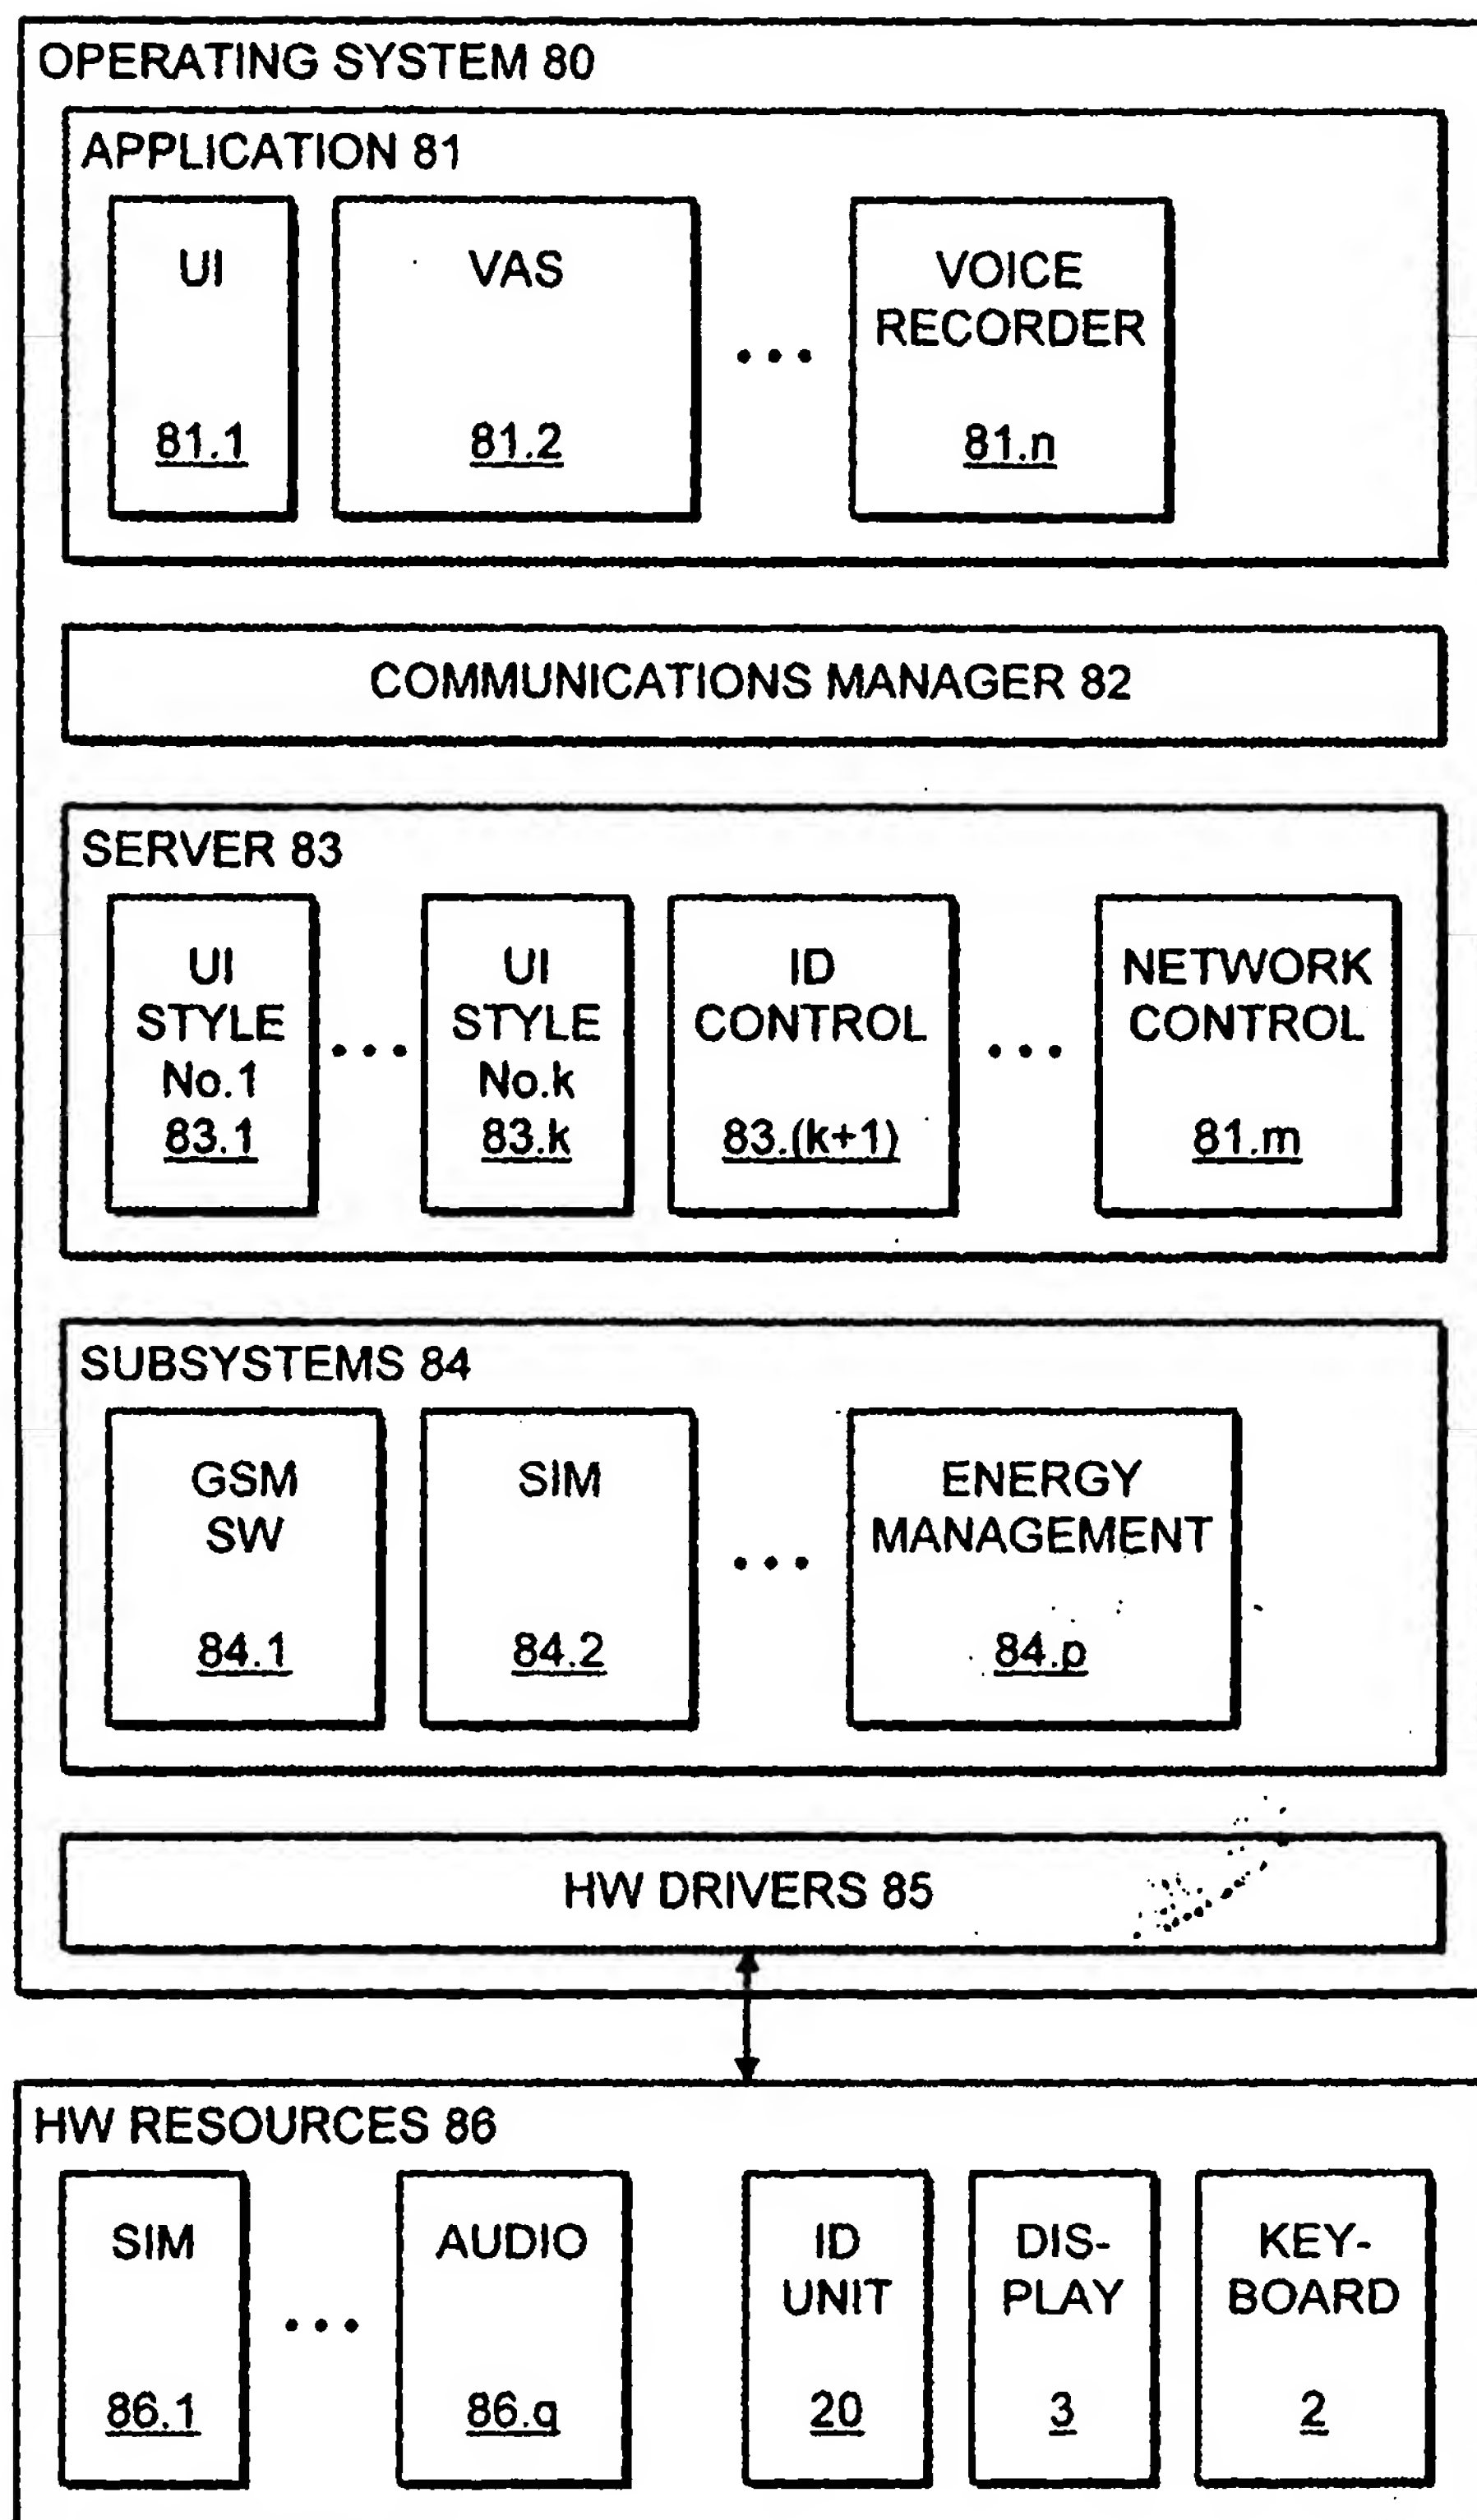 OPERATING SYSTEM 80
APPLICATION 81
UI
81.1
VAS
81.2
...
VOICE
RECORDER
81.n
COMMUNICATIONS MANAGER 82
SERVER 83
UI
STYLE
No.1
83.1
...
UI
STYLE
No.k
83.k
ID
CONTROL
83.(k+1)
...
NETWORK
CONTROL
81.m
SUBSYSTEMS 84
GSM
SW
84.1
SIM
84.2
...
ENERGY
MANAGEMENT
84.p
HW DRIVERS 85
HW RESOURCES 86
SIM
86.1
...
AUDIO
86.q
ID
UNIT
20
DIS-
PLAY
3
KEY-
BOARD
2